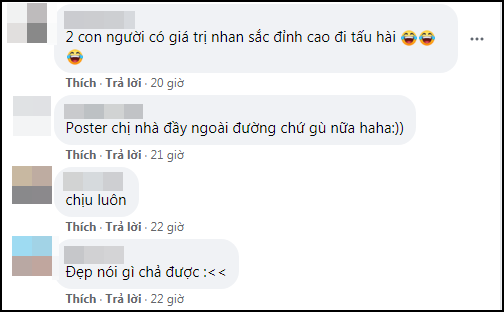 2 con người có giá trị nhan sắc đỉnh cao đi tấu hài 😂😂
😂
Thích · Trả lời · 20 giờ
Poster chị nhà đầy ngoài đường chứ gù nữa haha:))
Thích · Trả lời · 21 giờ
chịu luôn
Thích · Trả lời · 22 giờ
Đẹp nói gì chả được :<<
Thích · Trả lời · 22 giờ